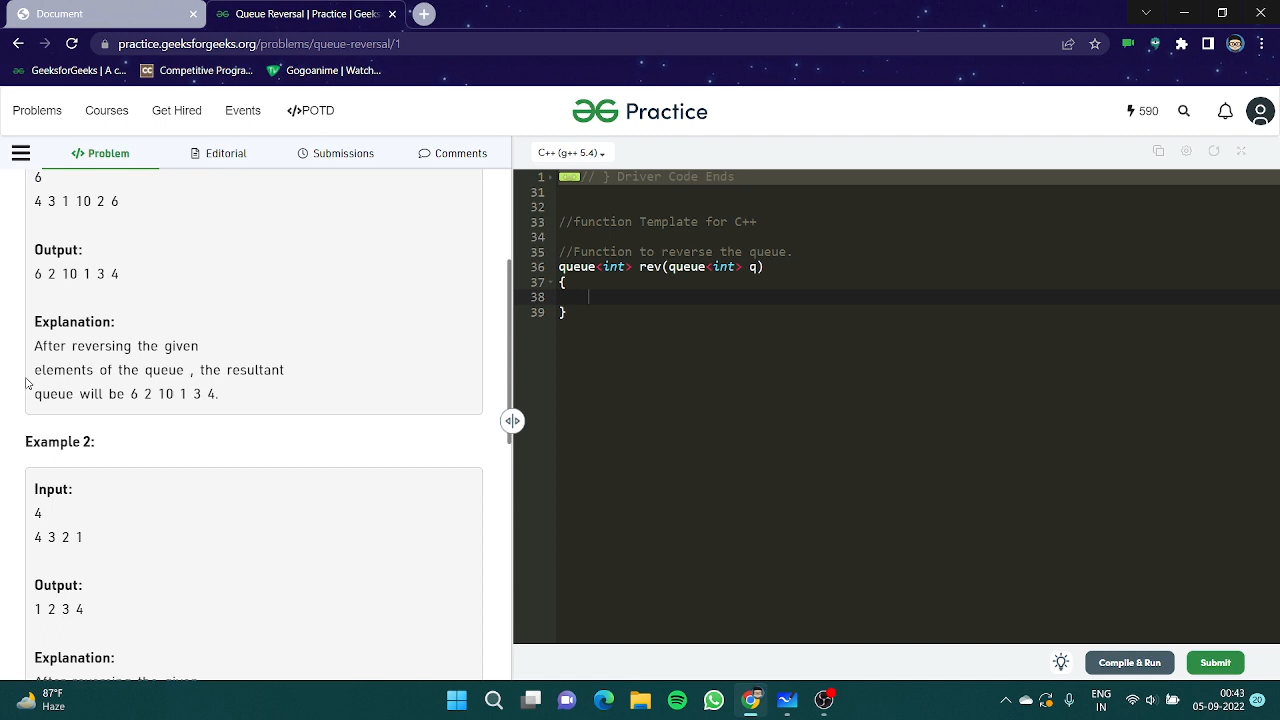 Document
Queue Reversal | Practice | Geeks
practice.geeksforgeeks.org/problems/queue-reversal/1
GeeksforGeeks | A c...
CC Competitive Progra...
Gogoanime | Watch...
Problems
Courses
Get Hired
Events
</>POTD
Practice
590
</> Problem
Editorial
Submissions
Comments
C++ (g++ 5.4)
6
4 3 1 10 2 6
Output:
6 2 10 1 3 4
Explanation:
After reversing the given
elements of the queue , the resultant
queue will be 6 2 10 1 3 4.
Example 2:
Input:
4
4 3 2 1
Output:
1 2 3 4
Explanation:
1 // } Driver Code Ends
31
32
33 //function Template for C++
34
35 //Function to reverse the queue.
36 queue<int> rev(queue<int> q)
37 {
38
39 }
Compile & Run
Submit
87°F
Haze
ENG
IN
00:43
05-09-2022
20